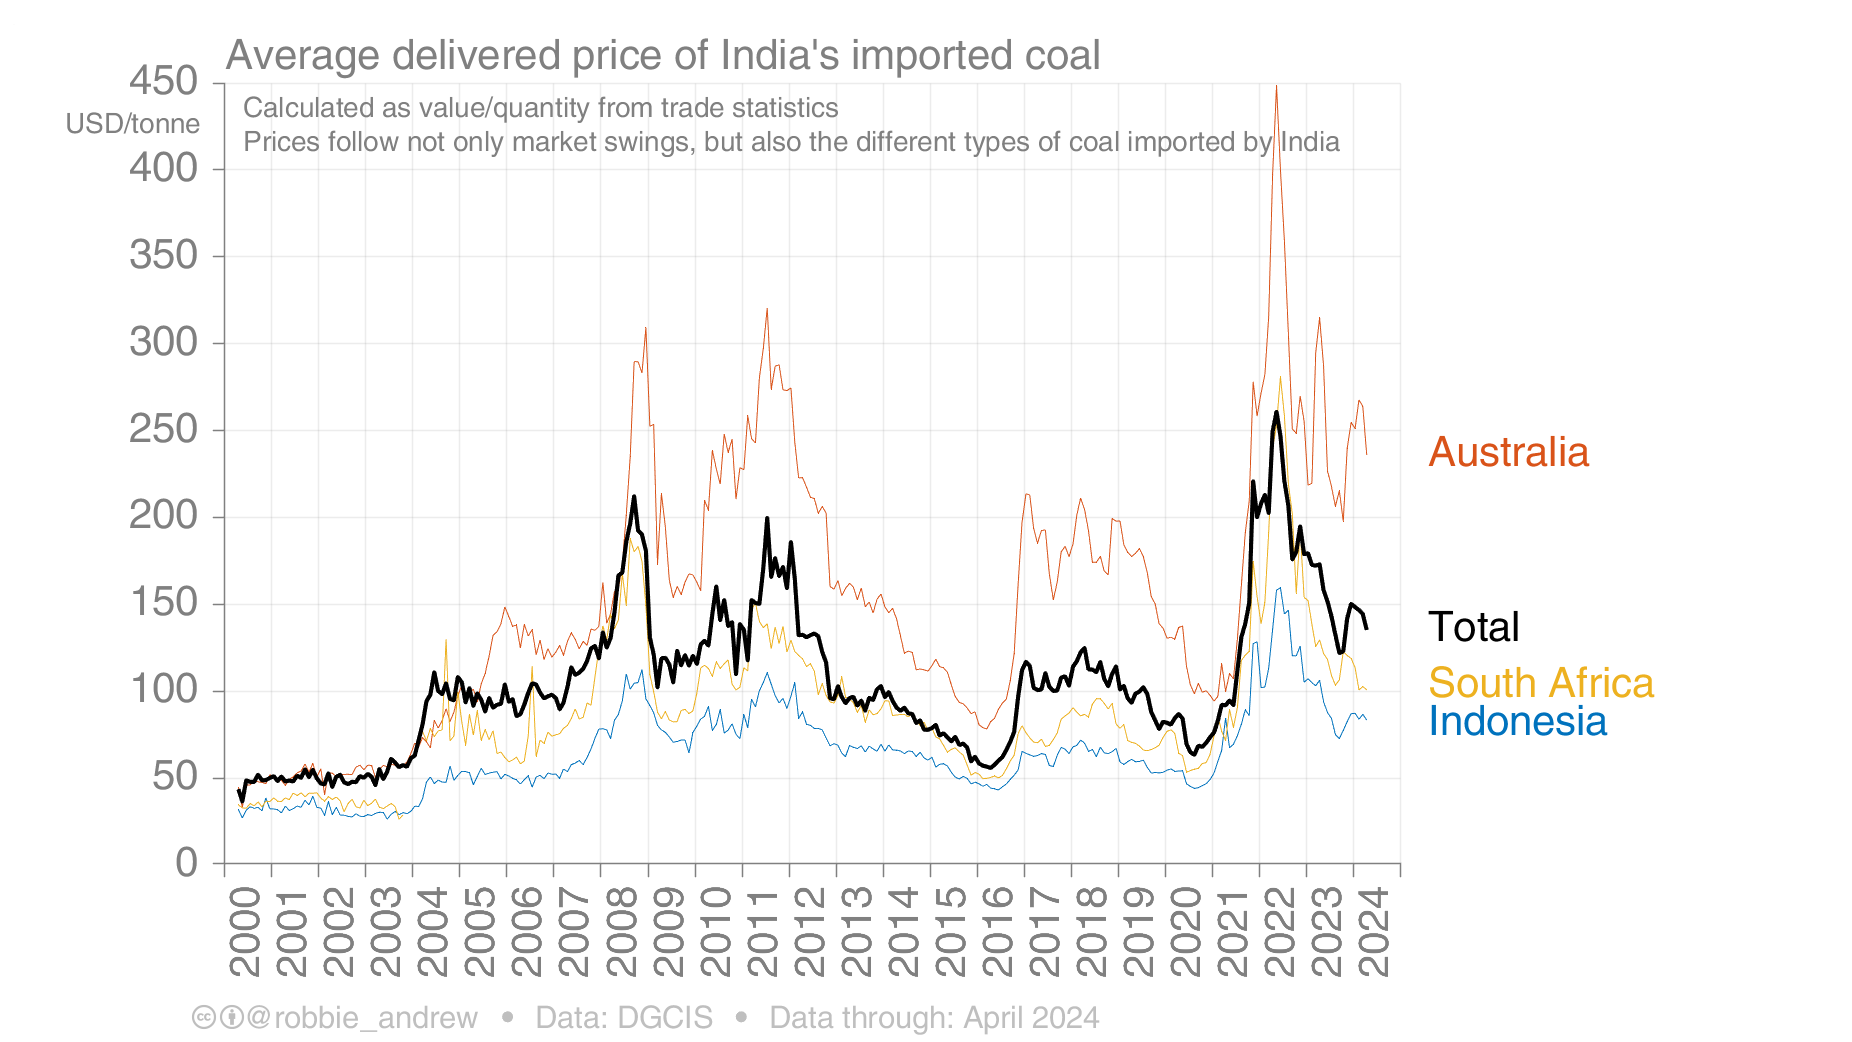 Average delivered price of India's imported coal
450
USD/tonne
Calculated as value/quantity from trade statistics
Prices follow not only market swings, but also the different types of coal imported by India
400
350
300
250
200
150
100
50
0
Australia
Total
South Africa
Indonesia
2000 2001 2002 2003 2004 2005 2006 2007 2008 2009 2010 2011 2012 2013 2014 2015 2016 2017 2018 2019 2020 2021 2022 2023 2024
cc @robbie_andrew • Data: DGCIS • Data through: April 2024